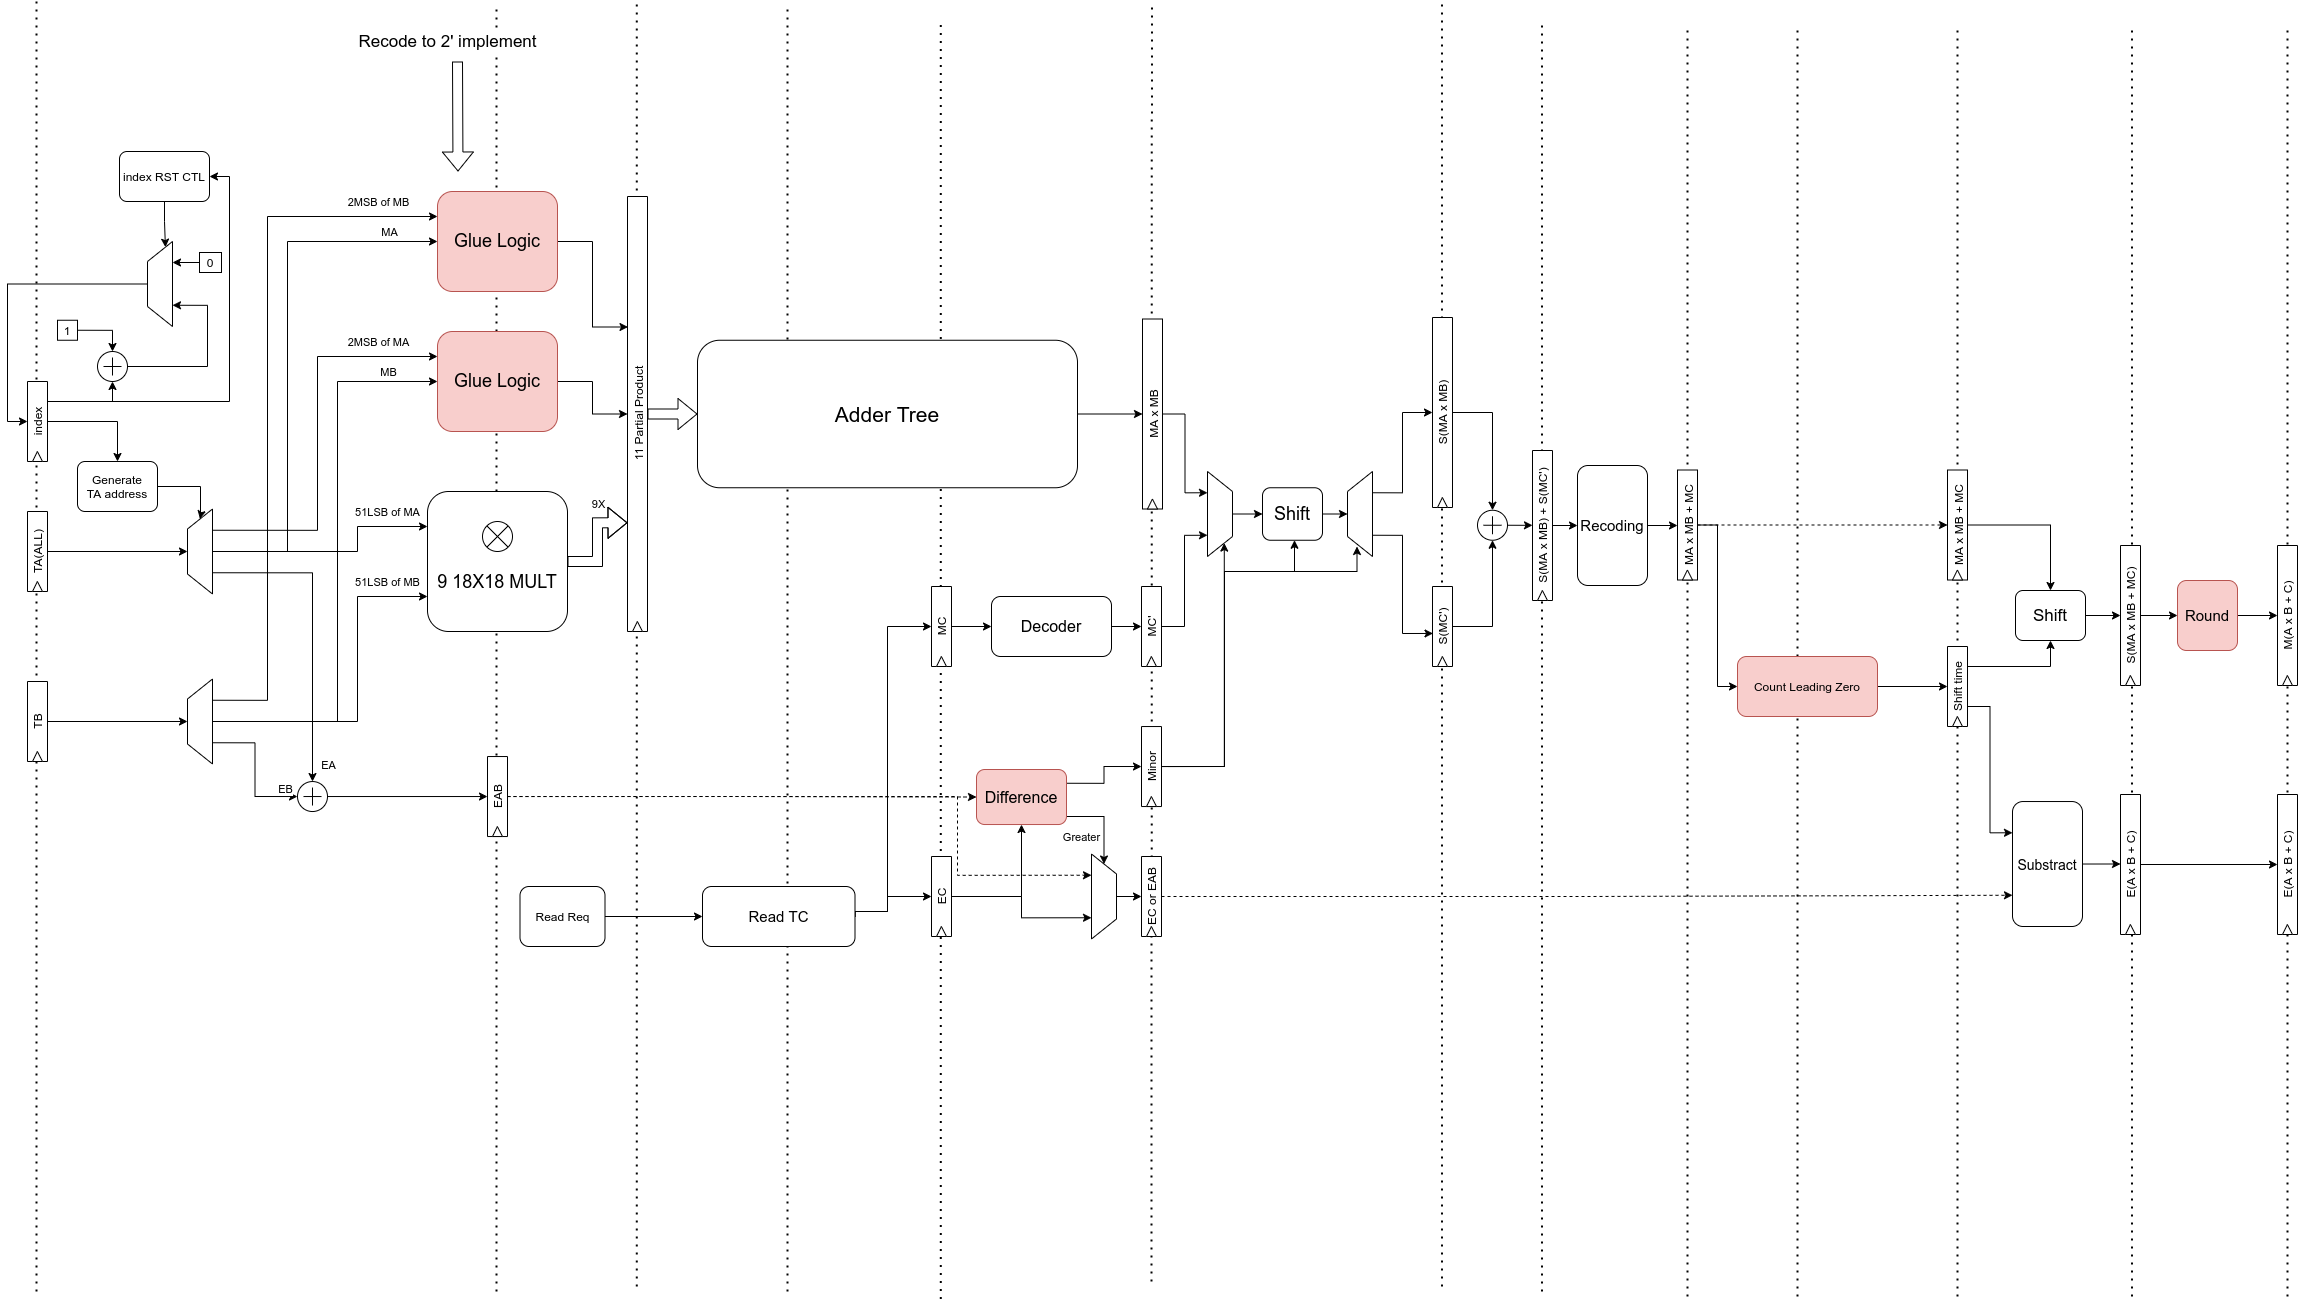 Recode to 2' implement
index RST CTL
0
1
index
Generate
TA address
TA(ALL)
TB
2MSB of MB
MA
Glue Logic
2MSB of MA
MB
Glue Logic
51LSB of MA
51LSB of MB
9 18X18 MULT
9X
11 Partial Product
EA
EB
EAB
Adder Tree
Read Req
Read TC
MC
EC
Decoder
Difference
Greater
MA x MB
MC'
Minor
EC or EAB
Shift
S(MA x MB)
S(MC')
S(MA x MB) + S(MC')
Recoding
MA x MB + MC
Count Leading Zero
MA x MB + MC
Shift time
Shift
Substract
S(MA x MB + MC)
E(A x B + C)
Round
M(A x B + C)
E(A x B + C)